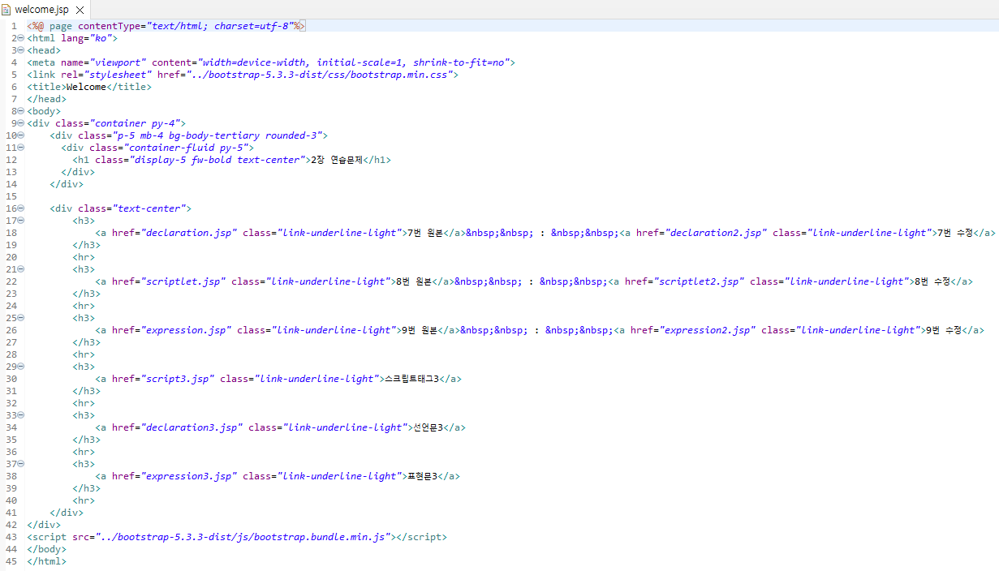 welcome.jsp
1 <%@ page contentType="text/html; charset=utf-8"%>
2 <html lang="ko">
3 <head>
4 <meta name="viewport" content="width=device-width, initial-scale=1, shrink-to-fit=no">
5 <link rel="stylesheet" href="../bootstrap-5.3.3-dist/css/bootstrap.min.css">
6 <title>Welcome</title>
7 </head>
8 <body>
9 <div class="container py-4">
10     <div class="p-5 mb-4 bg-body-tertiary rounded-3">
11       <div class="container-fluid py-5">
12         <h1 class="display-5 fw-bold text-center">2장 연습문제</h1>
13       </div>
14     </div>
15
16     <div class="text-center">
17         <h3>
18             <a href="declaration.jsp" class="link-underline-light">7번 원본</a>&nbsp;&nbsp; : &nbsp;&nbsp;<a href="declaration2.jsp" class="link-underline-light">7번 수정</a>
19         </h3>
20         <hr>
21         <h3>
22             <a href="scriptlet.jsp" class="link-underline-light">8번 원본</a>&nbsp;&nbsp; : &nbsp;&nbsp;<a href="scriptlet2.jsp" class="link-underline-light">8번 수정</a>
23         </h3>
24         <hr>
25         <h3>
26             <a href="expression.jsp" class="link-underline-light">9번 원본</a>&nbsp;&nbsp; : &nbsp;&nbsp;<a href="expression2.jsp" class="link-underline-light">9번 수정</a>
27         </h3>
28         <hr>
29         <h3>
30             <a href="script3.jsp" class="link-underline-light">스크립트태그3</a>
31         </h3>
32         <hr>
33         <h3>
34             <a href="declaration3.jsp" class="link-underline-light">선언문3</a>
35         </h3>
36         <hr>
37         <h3>
38             <a href="expression3.jsp" class="link-underline-light">표현문3</a>
39         </h3>
40         <hr>
41     </div>
42 </div>
43 <script src="../bootstrap-5.3.3-dist/js/bootstrap.bundle.min.js"></script>
44 </body>
45 </html>